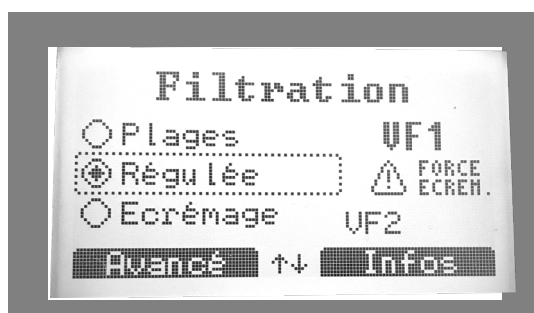 Filtration
Plages VF1
Régulée FORCE
ECREM.
Ecrémage VF2
Avancé ↑↓ Infos